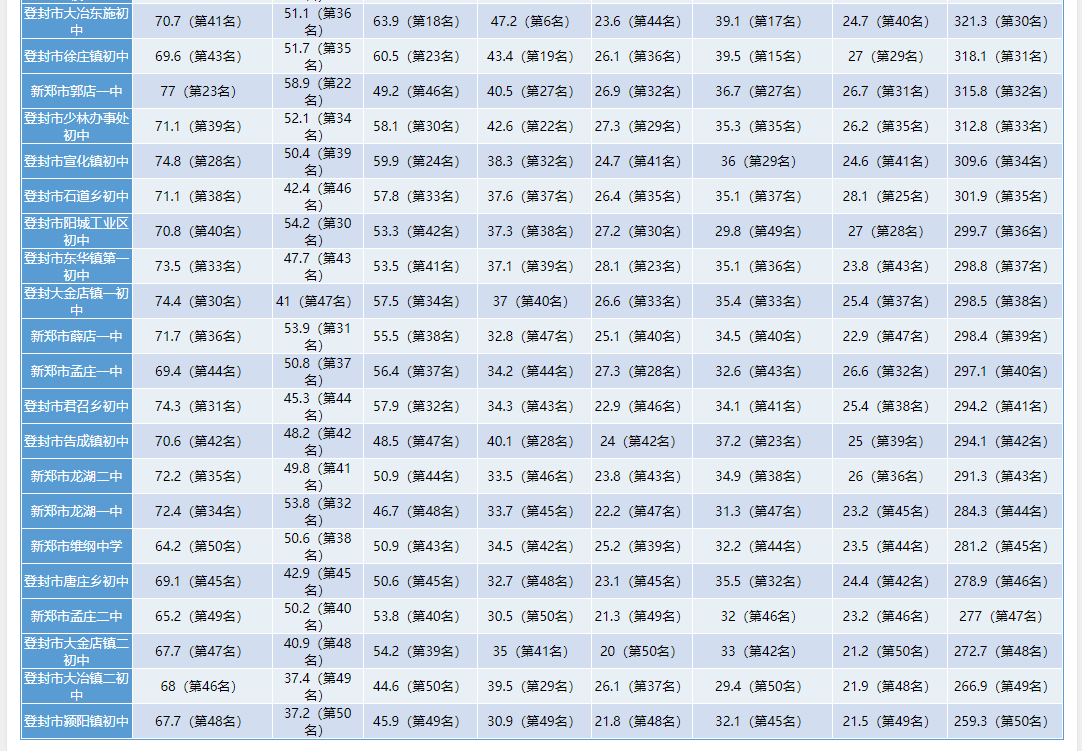 登封市大冶东施初中 70.7（第41名） 51.1（第36名） 63.9（第18名） 47.2（第6名） 23.6（第44名） 39.1（第17名） 24.7（第40名） 321.3（第30名）
登封市徐庄镇初中 69.6（第43名） 51.7（第35名） 60.5（第23名） 43.4（第19名） 26.1（第36名） 39.5（第15名） 27（第29名） 318.1（第31名）
新郑市郭店一中 77（第23名） 58.9（第22名） 49.2（第46名） 40.5（第27名） 26.9（第32名） 36.7（第27名） 26.7（第31名） 315.8（第32名）
登封市少林办事处初中 71.1（第39名） 52.1（第34名） 58.1（第30名） 42.6（第22名） 27.3（第29名） 35.3（第35名） 26.2（第35名） 312.8（第33名）
登封市宣化镇初中 74.8（第28名） 50.4（第39名） 59.9（第24名） 38.3（第32名） 24.7（第41名） 36（第29名） 24.6（第41名） 309.6（第34名）
登封市石道乡初中 71.1（第38名） 42.4（第46名） 57.8（第33名） 37.6（第37名） 26.4（第35名） 35.1（第37名） 28.1（第25名） 301.9（第35名）
登封市阳城工业区初中 70.8（第40名） 54.2（第30名） 53.3（第42名） 37.3（第38名） 27.2（第30名） 29.8（第49名） 27（第28名） 299.7（第36名）
登封市东华镇第一初中 73.5（第33名） 47.7（第43名） 53.5（第41名） 37.1（第39名） 28.1（第23名） 35.1（第36名） 23.8（第43名） 298.8（第37名）
登封大金店镇一初中 74.4（第30名） 41（第47名） 57.5（第34名） 37（第40名） 26.6（第33名） 35.4（第33名） 25.4（第37名） 298.5（第38名）
新郑市薛店一中 71.7（第36名） 53.9（第31名） 55.5（第38名） 32.8（第47名） 25.1（第40名） 34.5（第40名） 22.9（第47名） 298.4（第39名）
新郑市孟庄一中 69.4（第44名） 50.8（第37名） 56.4（第37名） 34.2（第44名） 27.3（第28名） 32.6（第43名） 26.6（第32名） 297.1（第40名）
登封市君召乡初中 74.3（第31名） 45.3（第44名） 57.9（第32名） 34.3（第43名） 22.9（第46名） 34.1（第41名） 25.4（第38名） 294.2（第41名）
登封市告成镇初中 70.6（第42名） 48.2（第42名） 48.5（第47名） 40.1（第28名） 24（第42名） 37.2（第23名） 25（第39名） 294.1（第42名）
新郑市龙湖二中 72.2（第35名） 49.8（第41名） 50.9（第44名） 33.5（第46名） 23.8（第43名） 34.9（第38名） 26（第36名） 291.3（第43名）
新郑市龙湖一中 72.4（第34名） 53.8（第32名） 46.7（第48名） 33.7（第45名） 22.2（第47名） 31.3（第47名） 23.2（第45名） 284.3（第44名）
新郑市维纲中学 64.2（第50名） 50.6（第38名） 50.9（第43名） 34.5（第42名） 25.2（第39名） 32.2（第44名） 23.5（第44名） 281.2（第45名）
登封市唐庄乡初中 69.1（第45名） 42.9（第45名） 50.6（第45名） 32.7（第48名） 23.1（第45名） 35.5（第32名） 24.4（第42名） 278.9（第46名）
新郑市孟庄二中 65.2（第49名） 50.2（第40名） 53.8（第40名） 30.5（第50名） 21.3（第49名） 32（第46名） 23.2（第46名） 277（第47名）
登封市大金店镇二初中 67.7（第47名） 40.9（第48名） 54.2（第39名） 35（第41名） 20（第50名） 33（第42名） 21.2（第50名） 272.7（第48名）
登封市大冶镇二初中 68（第46名） 37.4（第49名） 44.6（第50名） 39.5（第29名） 26.1（第37名） 29.4（第50名） 21.9（第48名） 266.9（第49名）
登封市颍阳镇初中 67.7（第48名） 37.2（第50名） 45.9（第49名） 30.9（第49名） 21.8（第48名） 32.1（第45名） 21.5（第49名） 259.3（第50名）